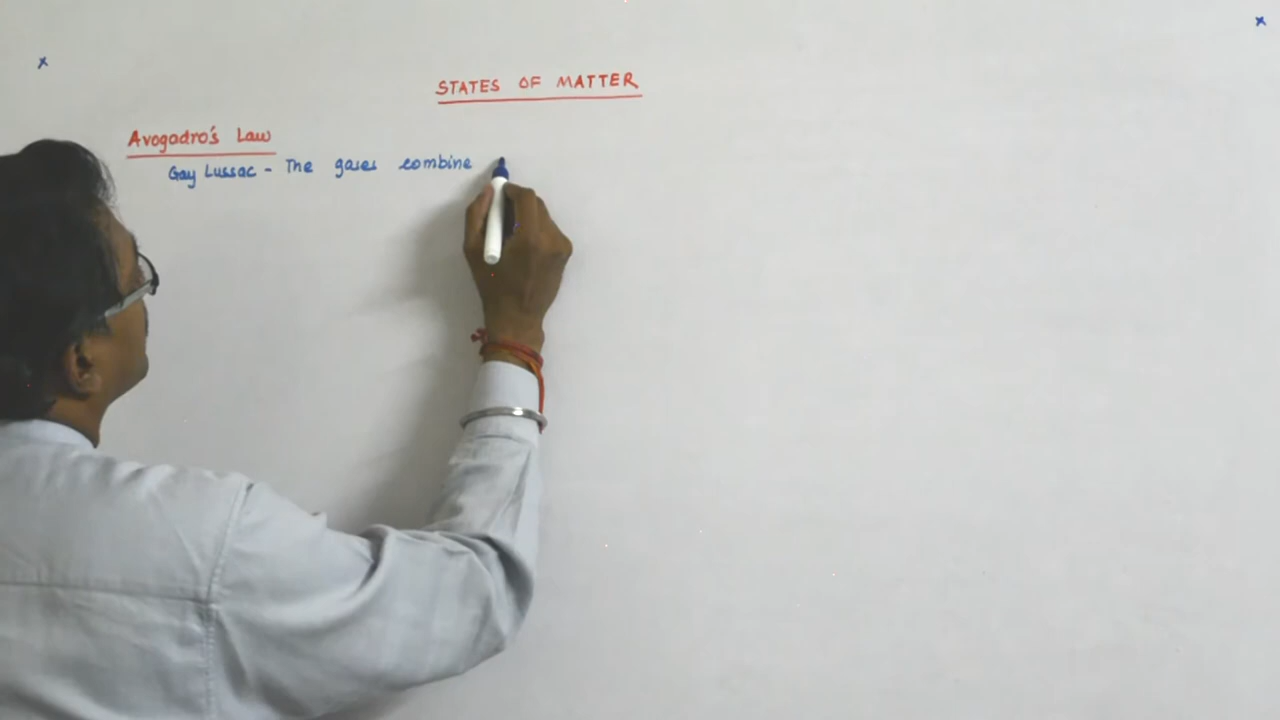 STATES OF MATTER
Avogadro's Law
Gay Lussac - The gases combine